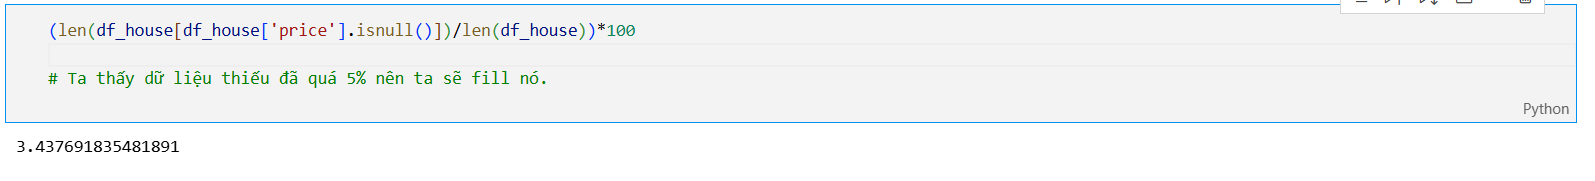 (len(df_house[df_house['price'].isnull()])/len(df_house))*100
# Ta thấy dữ liệu thiếu đã quá 5% nên ta sẽ fill nó.
Python
3.437691835481891